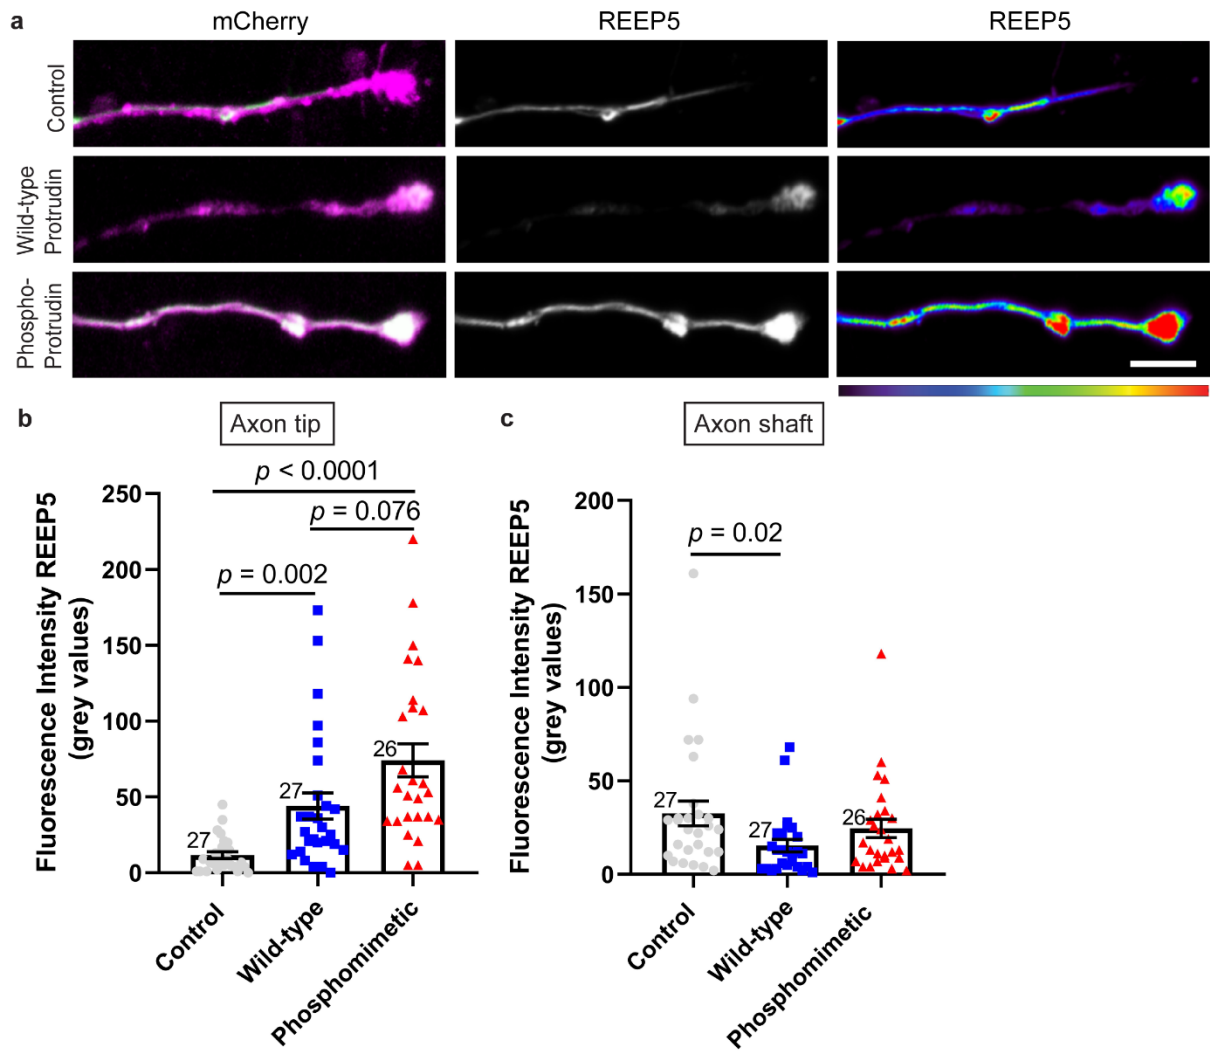 a
mCherry
REEP5
REEP5
Control
Wild-type
Protrudin
Phospho-
Protrudin
b
Axon tip
c
Axon shaft
p < 0.0001
p = 0.076
p = 0.002
Fluorescence Intensity REEP5
(grey values)
250
200
150
100
50
0
27
27
26
Control
Wild-type
Phosphomimetic
p = 0.02
Fluorescence Intensity REEP5
(grey values)
200
150
100
50
0
27
27
26
Control
Wild-type
Phosphomimetic